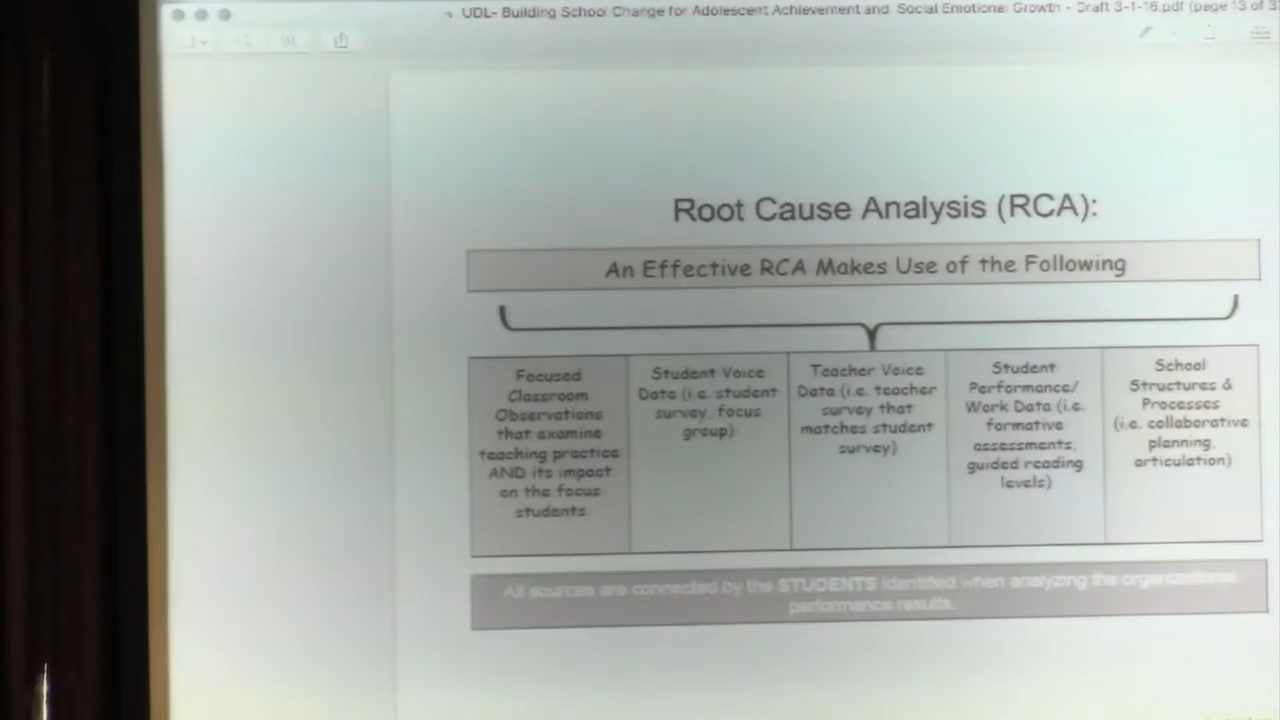 UDL- Building School Change for Adolescent Achievement and Social Emotional Growth - Draft 3-1-16.pdf (page 13 of 3
Root Cause Analysis (RCA):
An Effective RCA Makes Use of the Following
Focused
Classroom
Observations
that examine
teaching practice
AND its impact
on the focus
students
Student Voice
Data (i.e. student
survey, focus
group)
Teacher Voice
Data (i.e. teacher
survey that
matches student
survey)
Student
Performance/
Work Data (i.e.
formative
assessments,
guided reading
levels)
School
Structures &
Processes
(i.e. collaborative
planning,
articulation)
All sources are connected by the STUDENTS identified when analyzing the organizational
performance results.